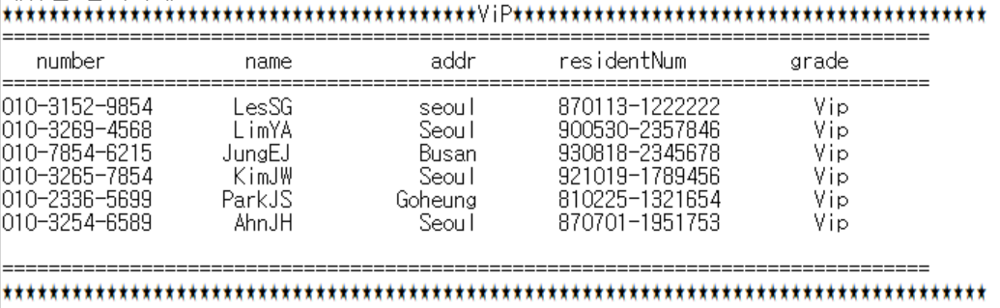 ****************************************ViP****************************************
================================================================================
number name addr residentNum grade
================================================================================
010-3152-9854 LesSG seoul 870113-1222222 Vip
010-3269-4568 LimYA Seoul 900530-2357846 Vip
010-7854-6215 JungEJ Busan 930818-2345678 Vip
010-3265-7854 KimJW Seoul 921019-1789456 Vip
010-2336-5699 ParkJS Goheung 810225-1321654 Vip
010-3254-6589 AhnJH Seoul 870701-1951753 Vip
================================================================================
***********************************************************************************